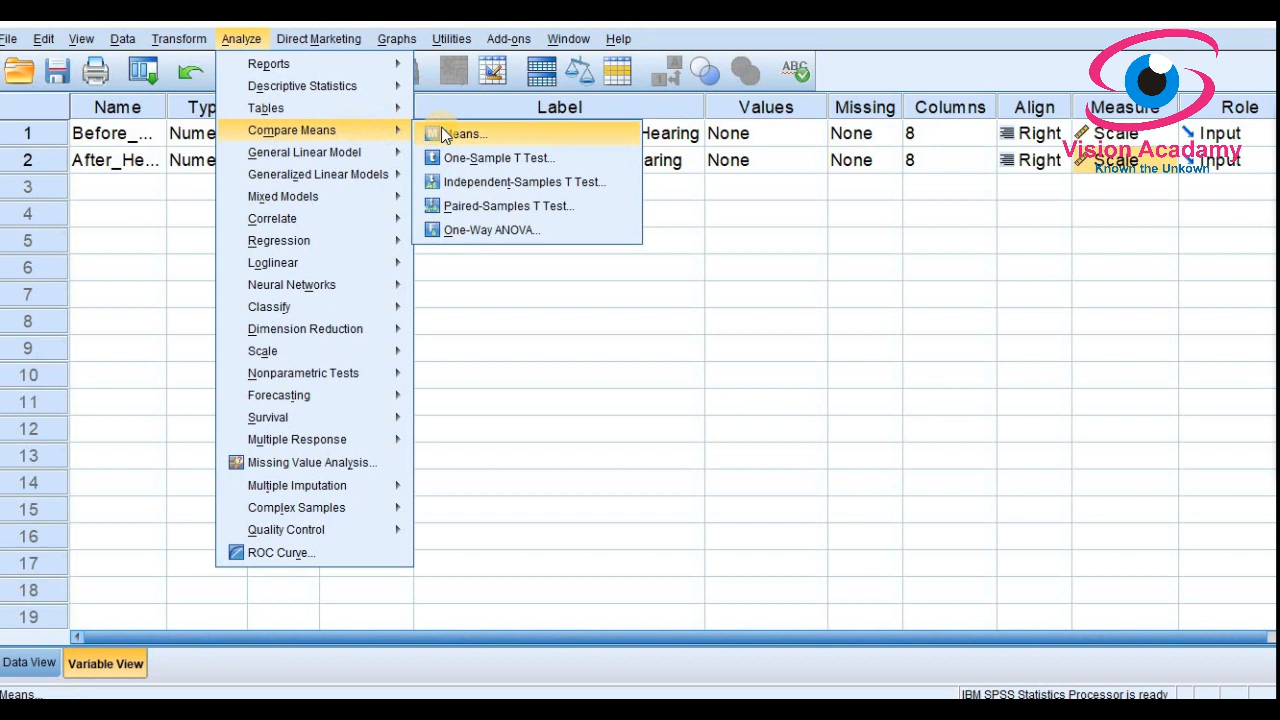 File Edit View Data Transform Analyze Direct Marketing Graphs Utilities Add-ons Window Help
Name Typ Label Values Missing Columns Align Measure Role
1 Before_... Nume Hearing None None 8 Right Scale Input
2 After_He... Nume aring None None 8 Right Scale Input
3
4
5
6
7
8
9
10
11
12
13
14
15
16
17
18
19
Reports
Descriptive Statistics
Tables
Compare Means
General Linear Model
Generalized Linear Models
Mixed Models
Correlate
Regression
Loglinear
Neural Networks
Classify
Dimension Reduction
Scale
Nonparametric Tests
Forecasting
Survival
Multiple Response
Missing Value Analysis...
Multiple Imputation
Complex Samples
Quality Control
ROC Curve...
Means...
One-Sample T Test...
Independent-Samples T Test...
Paired-Samples T Test...
One-Way ANOVA...
ABC
A
Vision Acadamy
Known the Unkown
Data View Variable View
Means... IBM SPSS Statistics Processor is ready